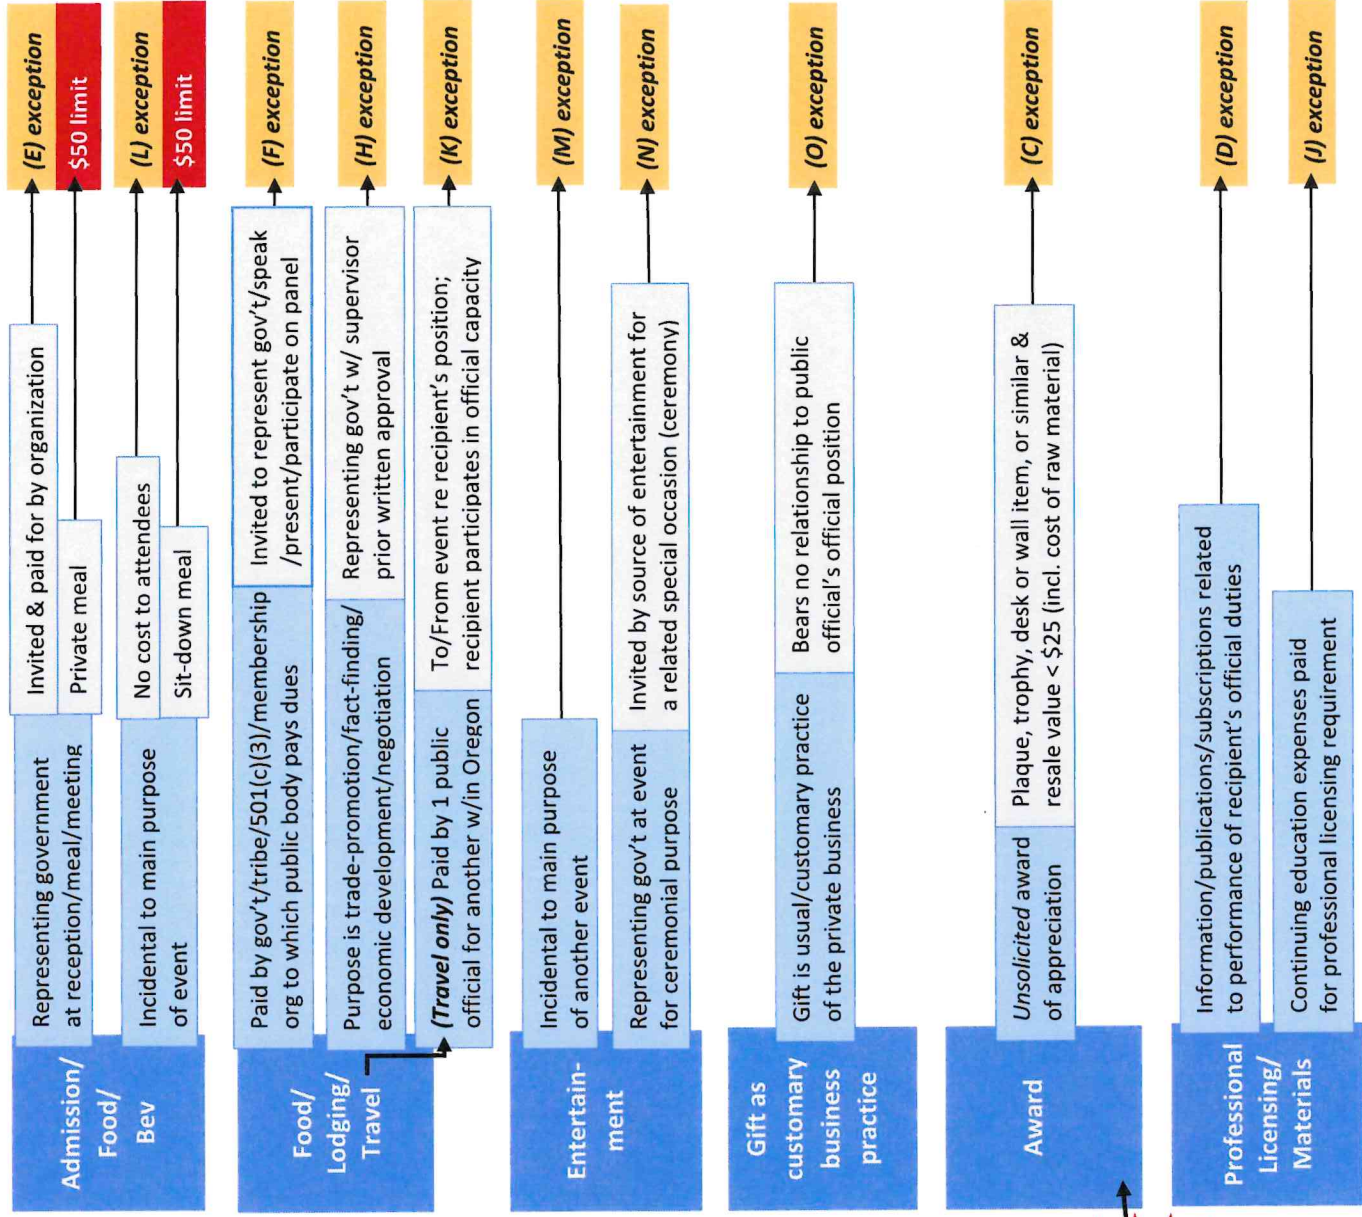 Admission/
Food/
Bev
Representing government
at reception/meal/meeting
Invited & paid for by organization
(E) exception
Private meal
$50 limit
Incidental to main purpose
of event
No cost to attendees
(L) exception
Sit-down meal
$50 limit
Food/
Lodging/
Travel
Paid by gov't/tribe/501(c)(3)/membership
org to which public body pays dues
Invited to represent gov't/speak
/present/participate on panel
(F) exception
Purpose is trade-promotion/fact-finding/
economic development/negotiation
Representing gov't w/ supervisor
prior written approval
(H) exception
(Travel only) Paid by 1 public
official for another w/in Oregon
To/From event re recipient's position;
recipient participates in official capacity
(K) exception
Entertain-
ment
Incidental to main purpose
of another event
(M) exception
Representing gov't at event
for ceremonial purpose
Invited by source of entertainment for
a related special occasion (ceremony)
(N) exception
Gift as
customary
business
practice
Gift is usual/customary practice
of the private business
Bears no relationship to public
official's official position
(O) exception
Award
Unsolicited award
of appreciation
Plaque, trophy, desk or wall item, or similar &
resale value < $25 (incl. cost of raw material)
(C) exception
Professional
Licensing/
Materials
Information/publications/subscriptions related
to performance of recipient's official duties
(D) exception
Continuing education expenses paid
for professional licensing requirement
(J) exception